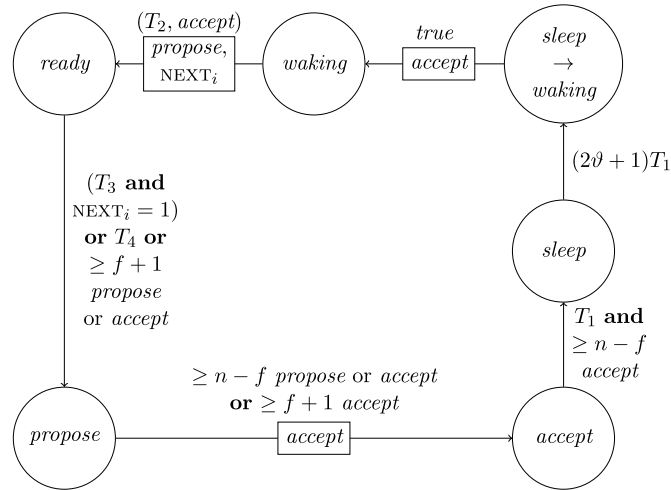 ready
(T₂, accept)
propose,
NEXTᵢ
waking
true
accept
sleep
→
waking
(2ϑ + 1)T₁
sleep
T₁ and
≥ n − f
accept
(T₃ and
NEXTᵢ = 1)
or T₄ or
≥ f + 1
propose
or accept
≥ n − f propose or accept
or ≥ f + 1 accept
accept
propose
accept